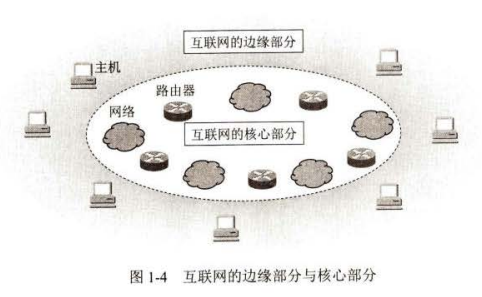 互联网的边缘部分
主机
路由器
网络
互联网的核心部分
图 1-4 互联网的边缘部分与核心部分